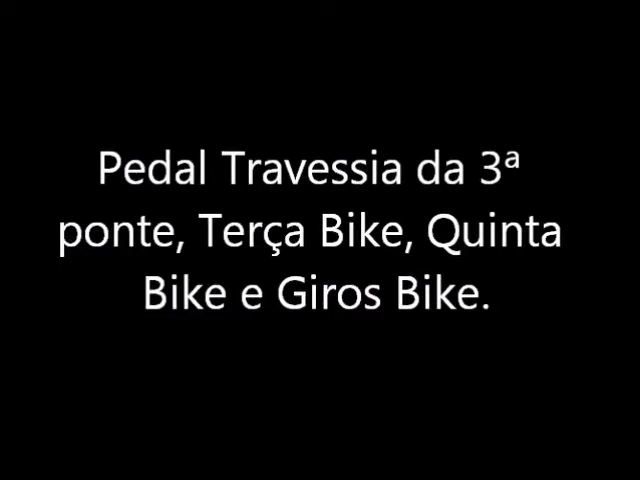 Pedal Travessia da 3ª
ponte, Terça Bike, Quinta
Bike e Giros Bike.